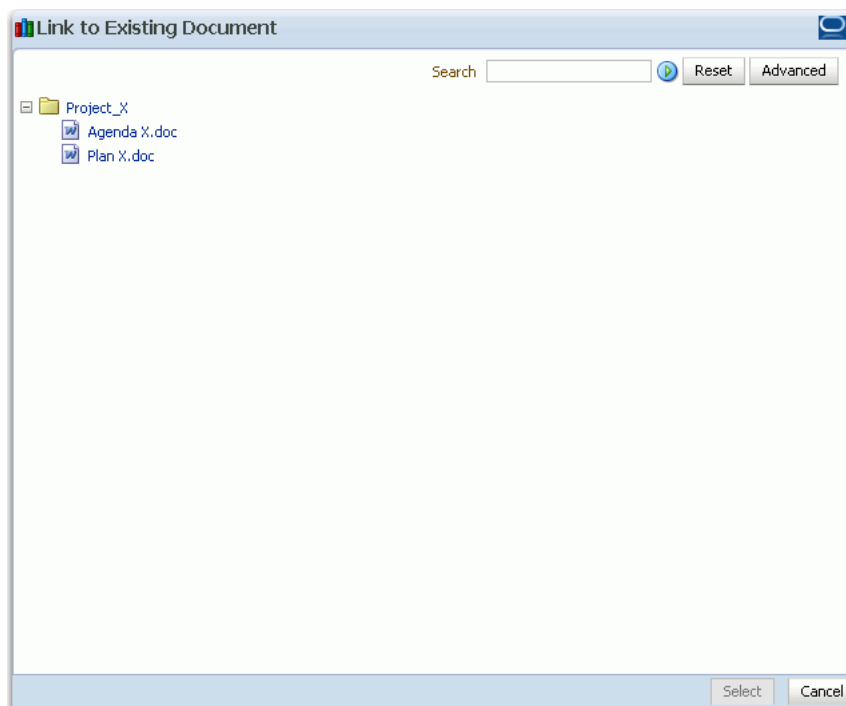 Link to Existing Document
Search Reset Advanced
Project_X
Agenda X.doc
Plan X.doc
Select Cancel